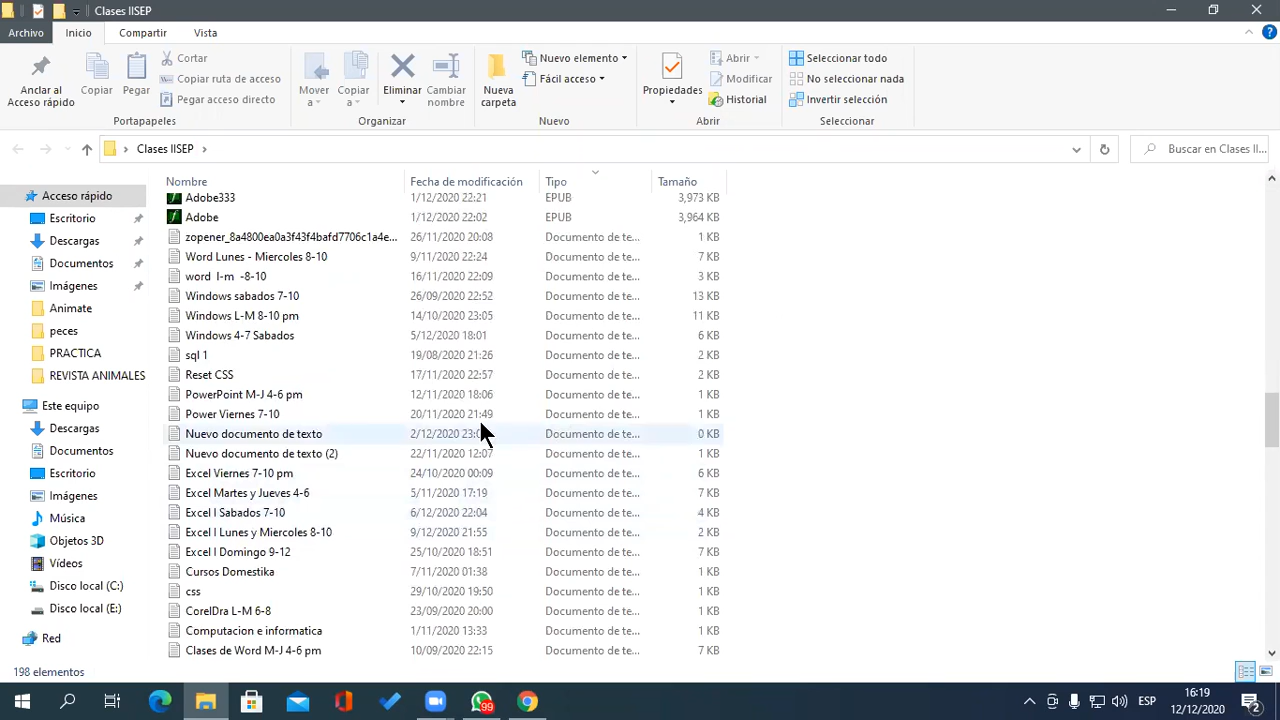 Clases IISEP
Archivo Inicio Compartir Vista
Anclar al Acceso rápido
Copiar
Pegar
Cortar
Copiar ruta de acceso
Pegar acceso directo
Portapapeles
Mover a
Copiar a
Eliminar
Cambiar nombre
Organizar
Nueva carpeta
Nuevo elemento
Fácil acceso
Nuevo
Propiedades
Abrir
Modificar
Historial
Abrir
Seleccionar todo
No seleccionar nada
Invertir selección
Seleccionar
Clases IISEP
Buscar en Clases II...
Acceso rápido
Escritorio
Descargas
Documentos
Imágenes
Animate
peces
PRACTICA
REVISTA ANIMALES
Este equipo
Descargas
Documentos
Escritorio
Imágenes
Música
Objetos 3D
Vídeos
Disco local (C:)
Disco local (E:)
Red
Nombre Fecha de modificación Tipo Tamaño
Adobe333 1/12/2020 22:21 EPUB 3,973 KB
Adobe 1/12/2020 22:02 EPUB 3,964 KB
zopener_8a4800ea0a3f43f4bafd7706c1a4e... 26/11/2020 20:08 Documento de te... 1 KB
Word Lunes - Miercoles 8-10 9/11/2020 22:24 Documento de te... 7 KB
word l-m -8-10 16/11/2020 22:09 Documento de te... 3 KB
Windows sabados 7-10 26/09/2020 22:52 Documento de te... 13 KB
Windows L-M 8-10 pm 14/10/2020 23:05 Documento de te... 11 KB
Windows 4-7 Sabados 5/12/2020 18:01 Documento de te... 6 KB
sql 1 19/08/2020 21:26 Documento de te... 2 KB
Reset CSS 17/11/2020 22:57 Documento de te... 2 KB
PowerPoint M-J 4-6 pm 12/11/2020 18:06 Documento de te... 1 KB
Power Viernes 7-10 20/11/2020 21:49 Documento de te... 1 KB
Nuevo documento de texto 2/12/2020 Documento de te... 0 KB
Nuevo documento de texto (2) 22/11/2020 12:07 Documento de te... 1 KB
Excel Viernes 7-10 pm 24/10/2020 00:09 Documento de te... 6 KB
Excel Martes y Jueves 4-6 5/11/2020 17:19 Documento de te... 7 KB
Excel I Sabados 7-10 6/12/2020 22:04 Documento de te... 4 KB
Excel I Lunes y Miercoles 8-10 9/12/2020 21:55 Documento de te... 2 KB
Excel I Domingo 9-12 25/10/2020 18:51 Documento de te... 7 KB
Cursos Domestika 7/11/2020 01:38 Documento de te... 1 KB
css 29/10/2020 19:50 Documento de te... 1 KB
CorelDra L-M 6-8 23/09/2020 20:00 Documento de te... 1 KB
Computacion e informatica 1/11/2020 13:33 Documento de te... 1 KB
Clases de Word M-J 4-6 pm 10/09/2020 22:15 Documento de te... 7 KB
198 elementos
99
ESP
16:19
12/12/2020
2